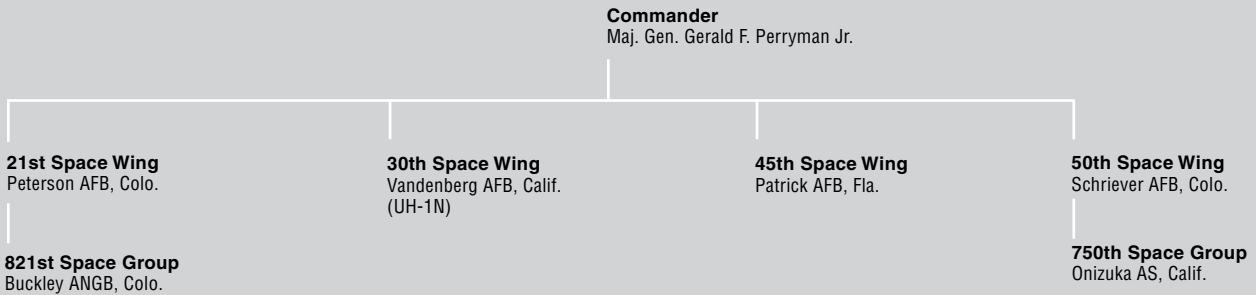 Commander
Maj. Gen. Gerald F. Perryman Jr.
21st Space Wing
Peterson AFB, Colo.
30th Space Wing
Vandenberg AFB, Calif.
(UH-1N)
45th Space Wing
Patrick AFB, Fla.
50th Space Wing
Schriever AFB, Colo.
821st Space Group
Buckley ANGB, Colo.
750th Space Group
Onizuka AS, Calif.